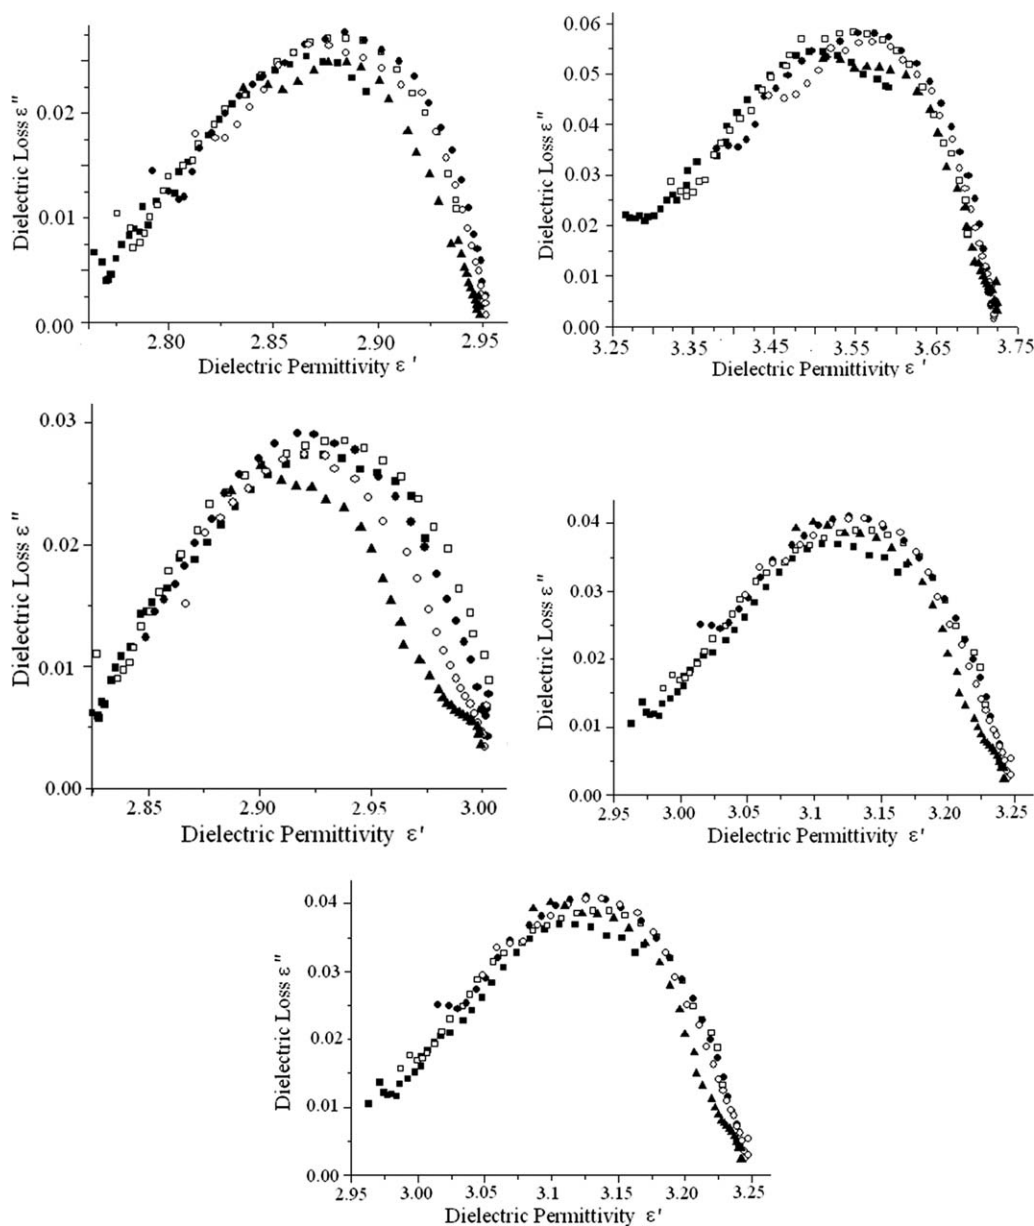 Dielectric Loss ε"
0.02
0.01
0.00
2.80 2.85 2.90 2.95
Dielectric Permittivity ε'
Dielectric Loss ε"
0.06
0.05
0.04
0.03
0.02
0.01
0.00
3.25 3.35 3.45 3.55 3.65 3.75
Dielectric Permittivity ε'
Dielectric Loss ε"
0.03
0.02
0.01
0.00
2.85 2.90 2.95 3.00
Dielectric Permittivity ε'
Dielectric Loss ε"
0.04
0.03
0.02
0.01
0.00
2.95 3.00 3.05 3.11 3.15 3.20 3.25
Dielectric Permittivity ε'
Dielectric Loss ε"
0.04
0.03
0.02
0.01
0.00
2.95 3.00 3.05 3.11 3.15 3.20 3.25
Dielectric Permittivity ε'